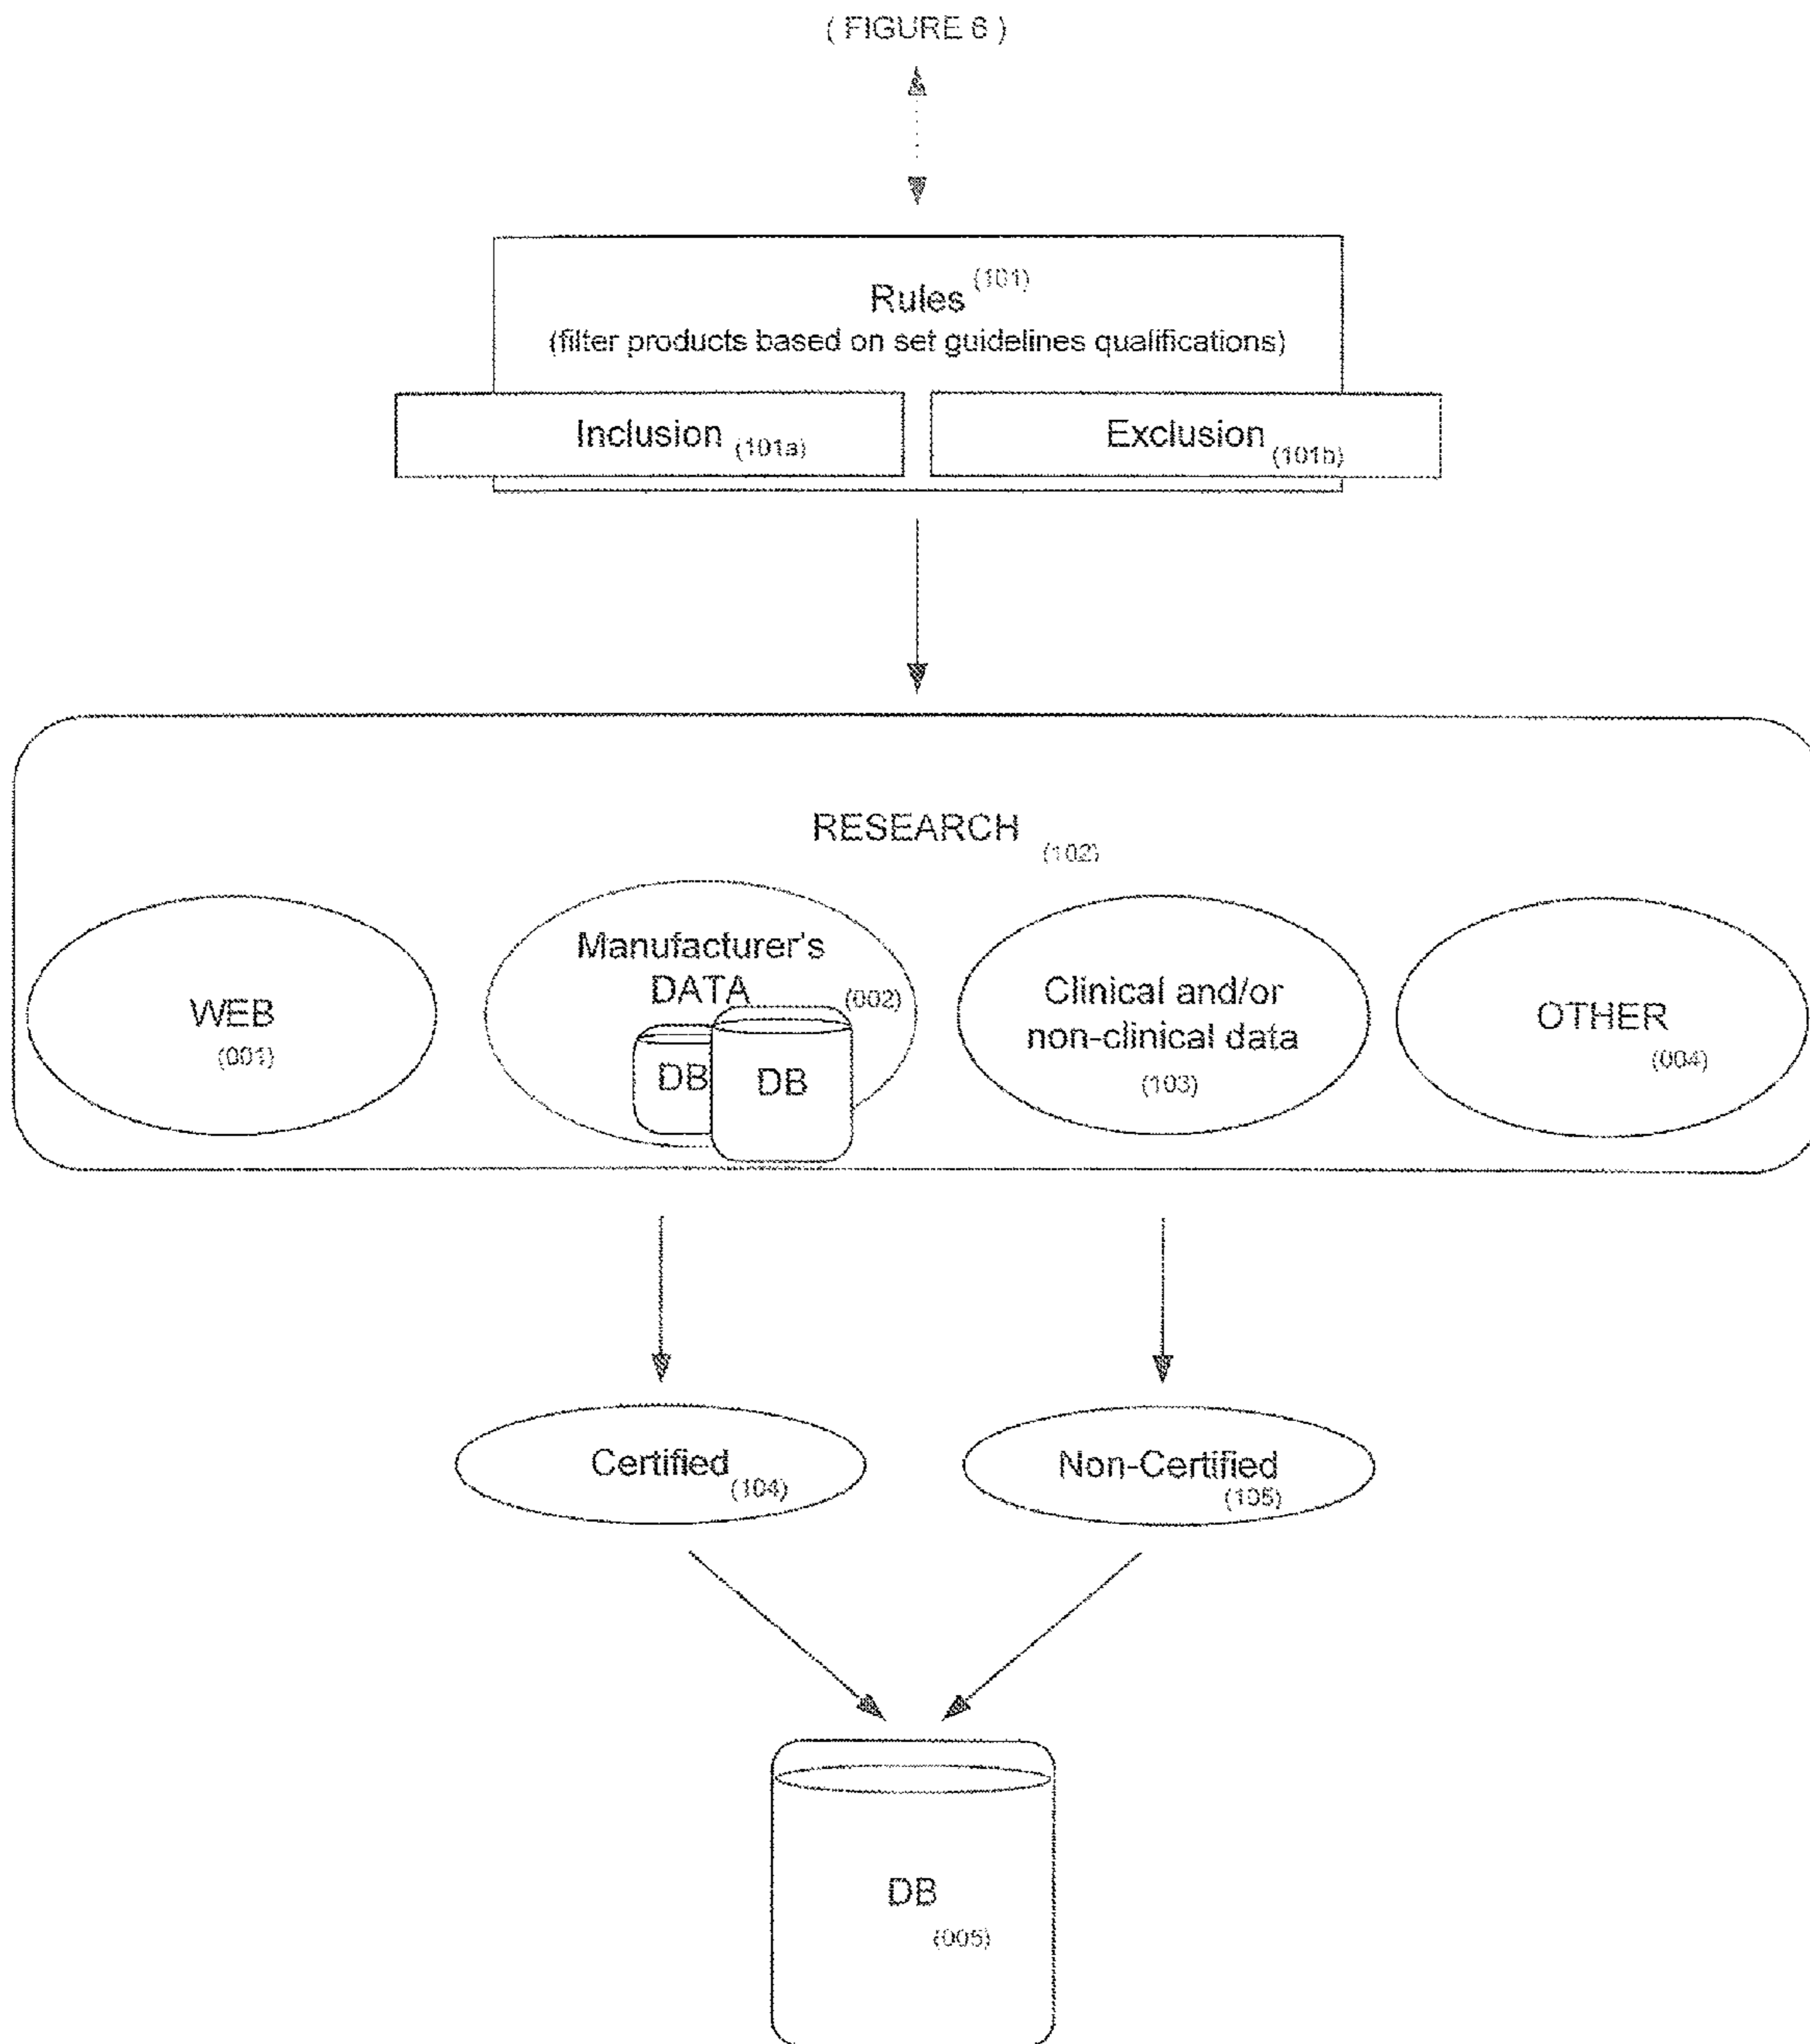 ( FIGURE 6 )
Rules (101)
(filter products based on set guidelines qualifications)
Inclusion (101a)
Exclusion (101b)
RESEARCH (102)
WEB
(001)
Manufacturer's
DATA (002)
DB
DB
Clinical and/or
non-clinical data
(103)
OTHER
(004)
Certified (104)
Non-Certified
(105)
DB
(005)